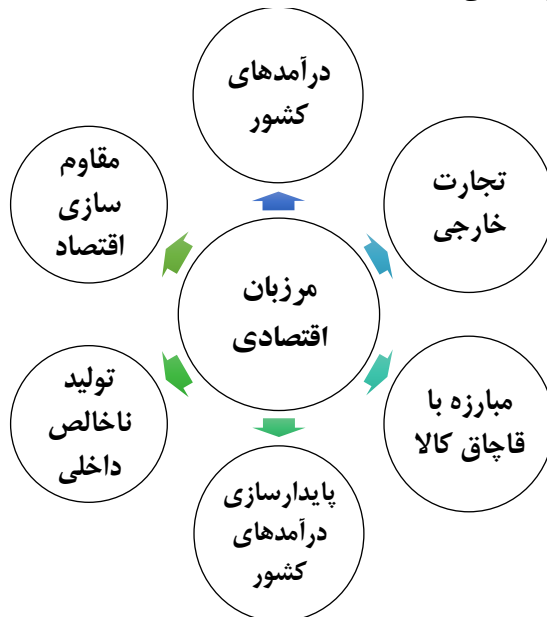 درآمدهای
کشور
تجارت
خارجی
مقاوم
سازی
اقتصاد
مرزبان
اقتصادی
مبارزه با
قاچاق کالا
تولید
ناخالص
داخلی
پایدارسازی
درآمدهای
کشور